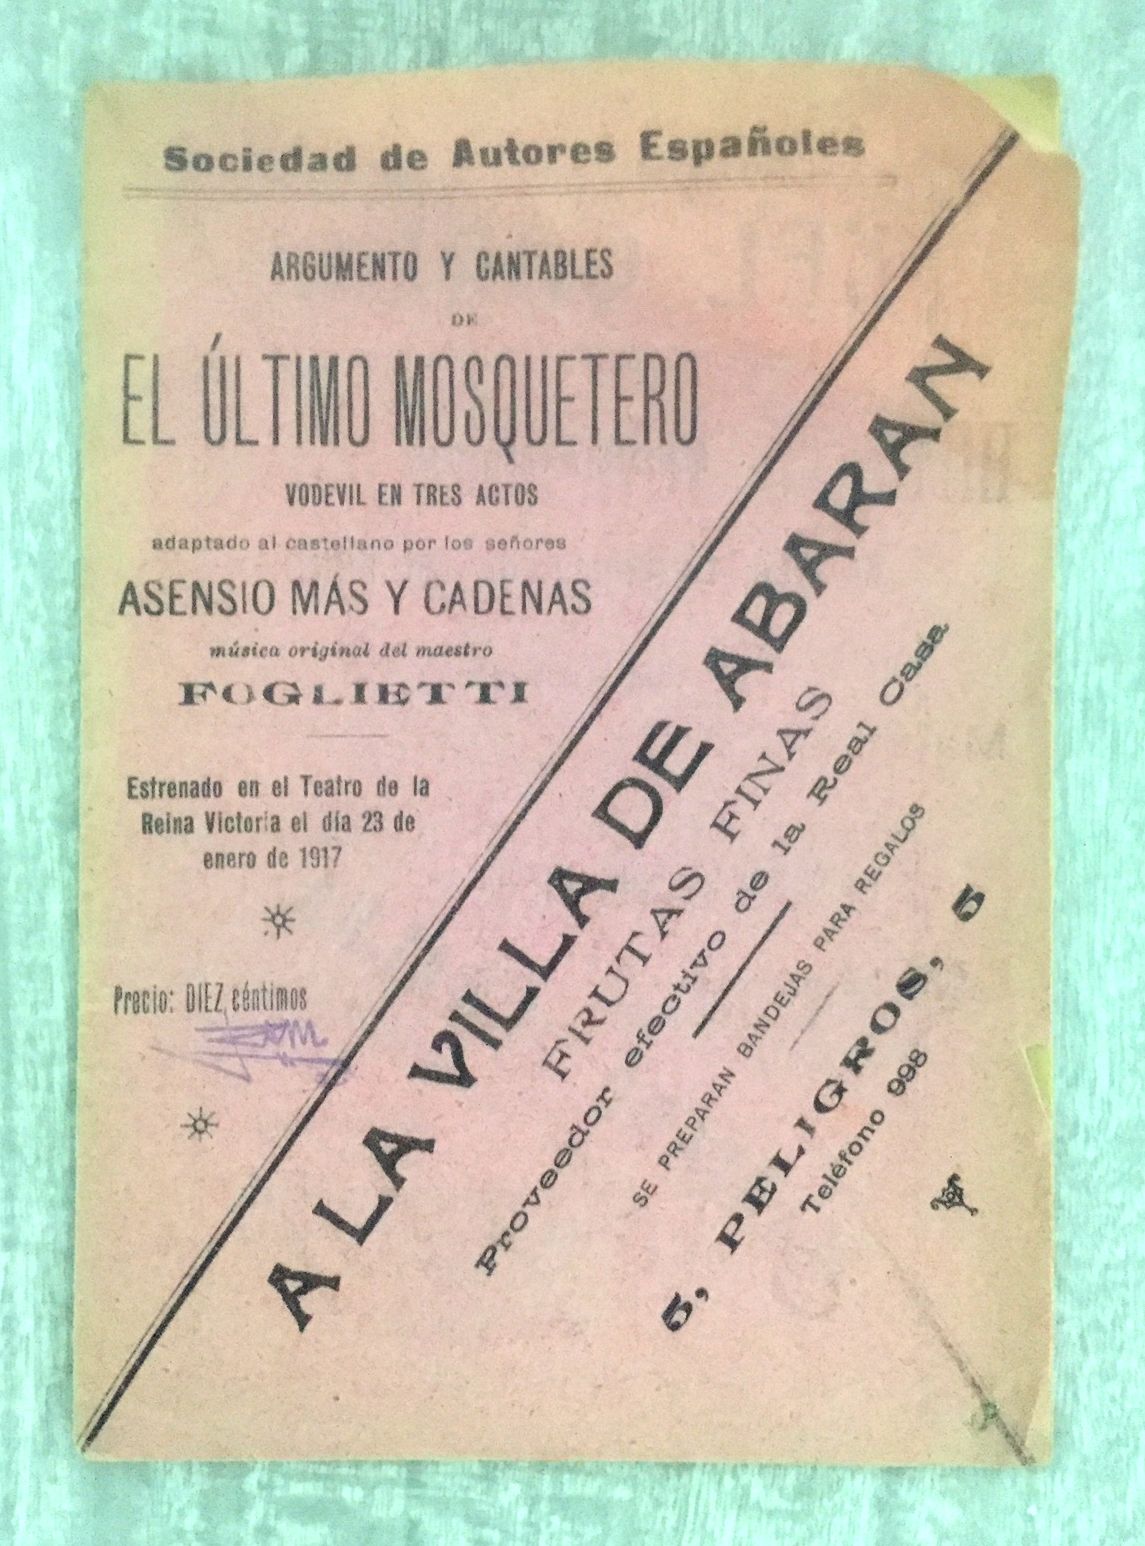 Sociedad de Autores Españoles
ARGUMENTO Y CANTABLES
DE
EL ÚLTIMO MOSQUETERO
VODEVIL EN TRES ACTOS
adaptado al castellano por los señores
ASENSIO MÁS Y CADENAS
música original del maestro
FOGLIETTI
Estrenado en el Teatro de la
Reina Victoria el día 23 de
enero de 1917
Precio: DIEZ céntimos
A LA VILLA DE ABARAN
FRUTAS FINAS
Proveedor efectivo de la Real Casa
SE PREPARAN BANDEJAS PARA REGALOS
5, PELIGROS, 5
Teléfono 998